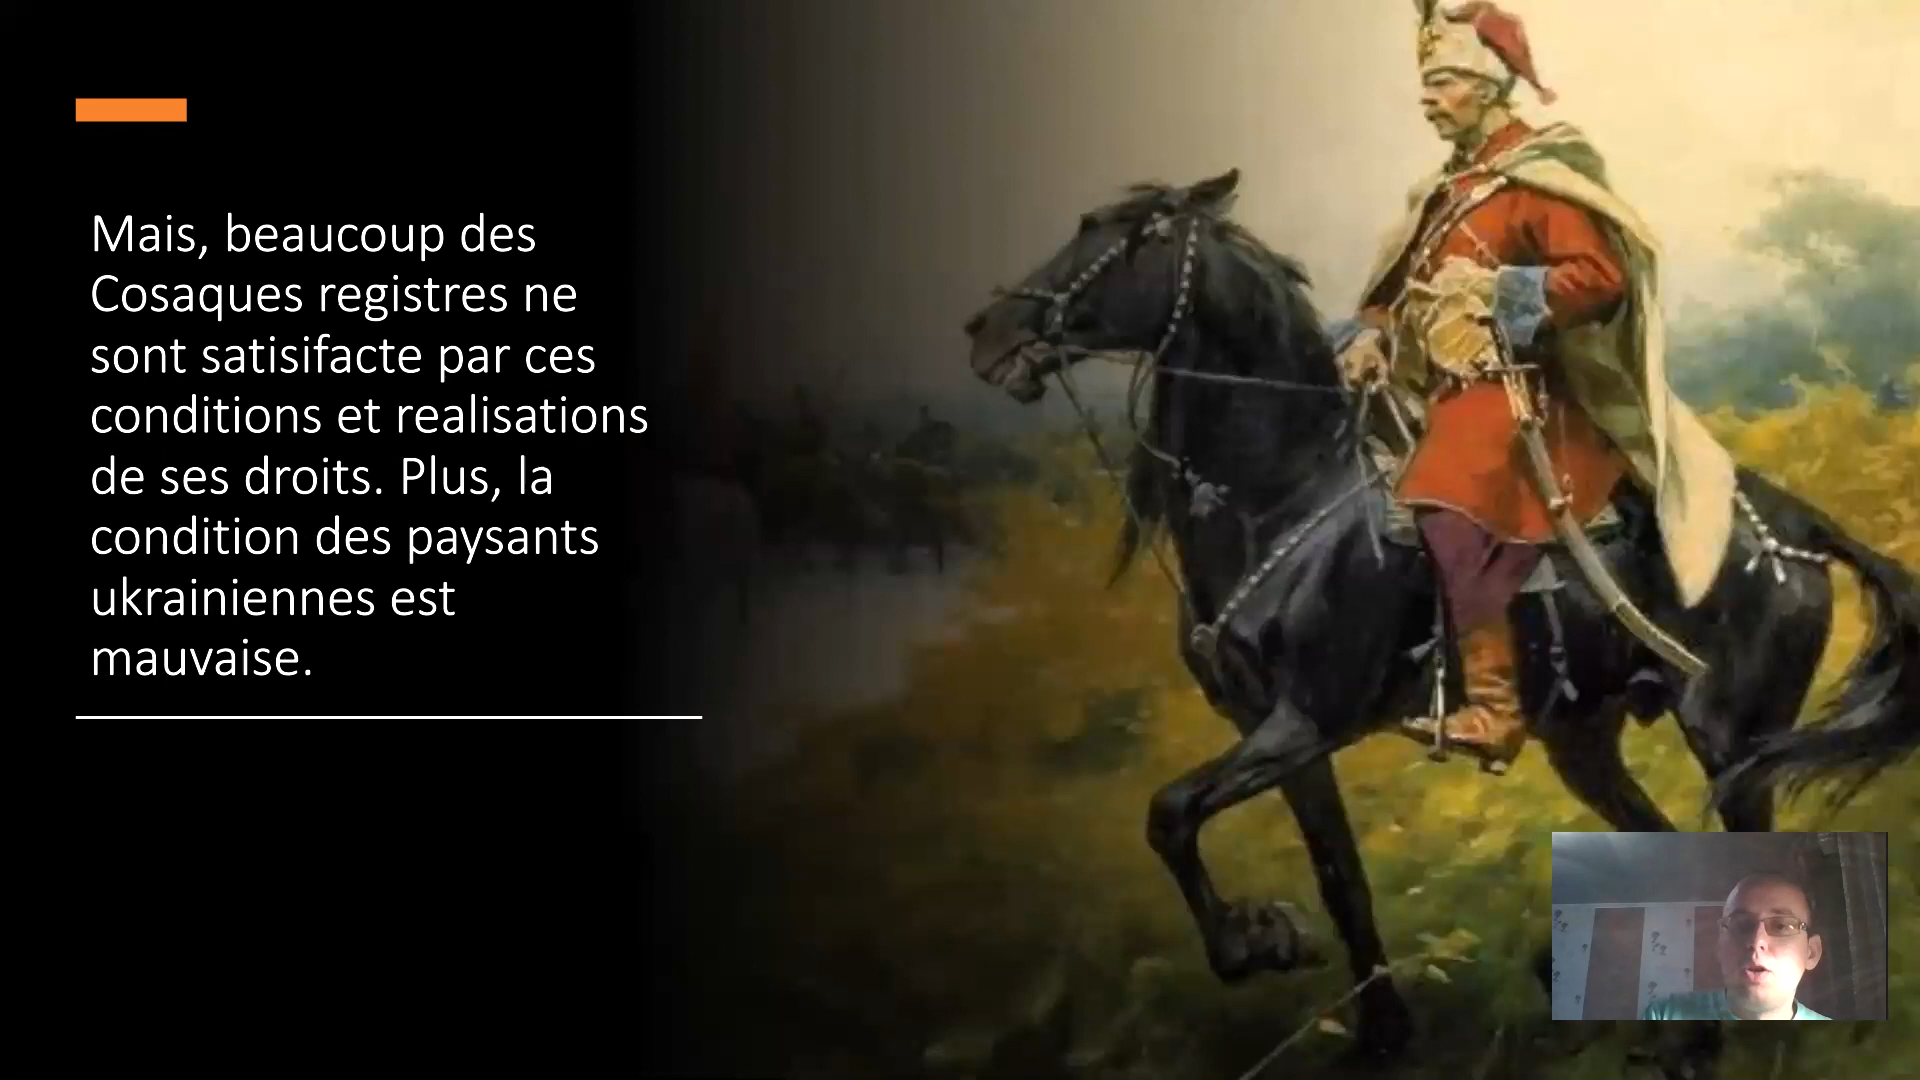 Mais, beaucoup des
Cosaques registres ne
sont satisifacte par ces
conditions et realisations
de ses droits. Plus, la
condition des paysants
ukrainiennes est
mauvaise.